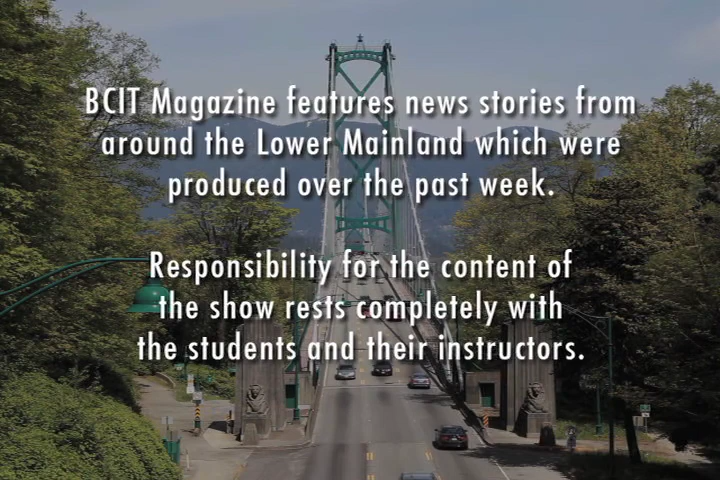 BCIT Magazine features news stories from
around the Lower Mainland which were
produced over the past week.
Responsibility for the content of
the show rests completely with
the students and their instructors.